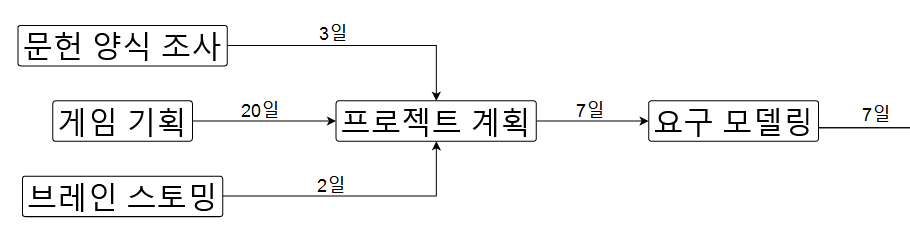 문헌 양식 조사
3일
게임 기획
20일
프로젝트 계획
7일
요구 모델링
7일
브레인 스토밍
2일